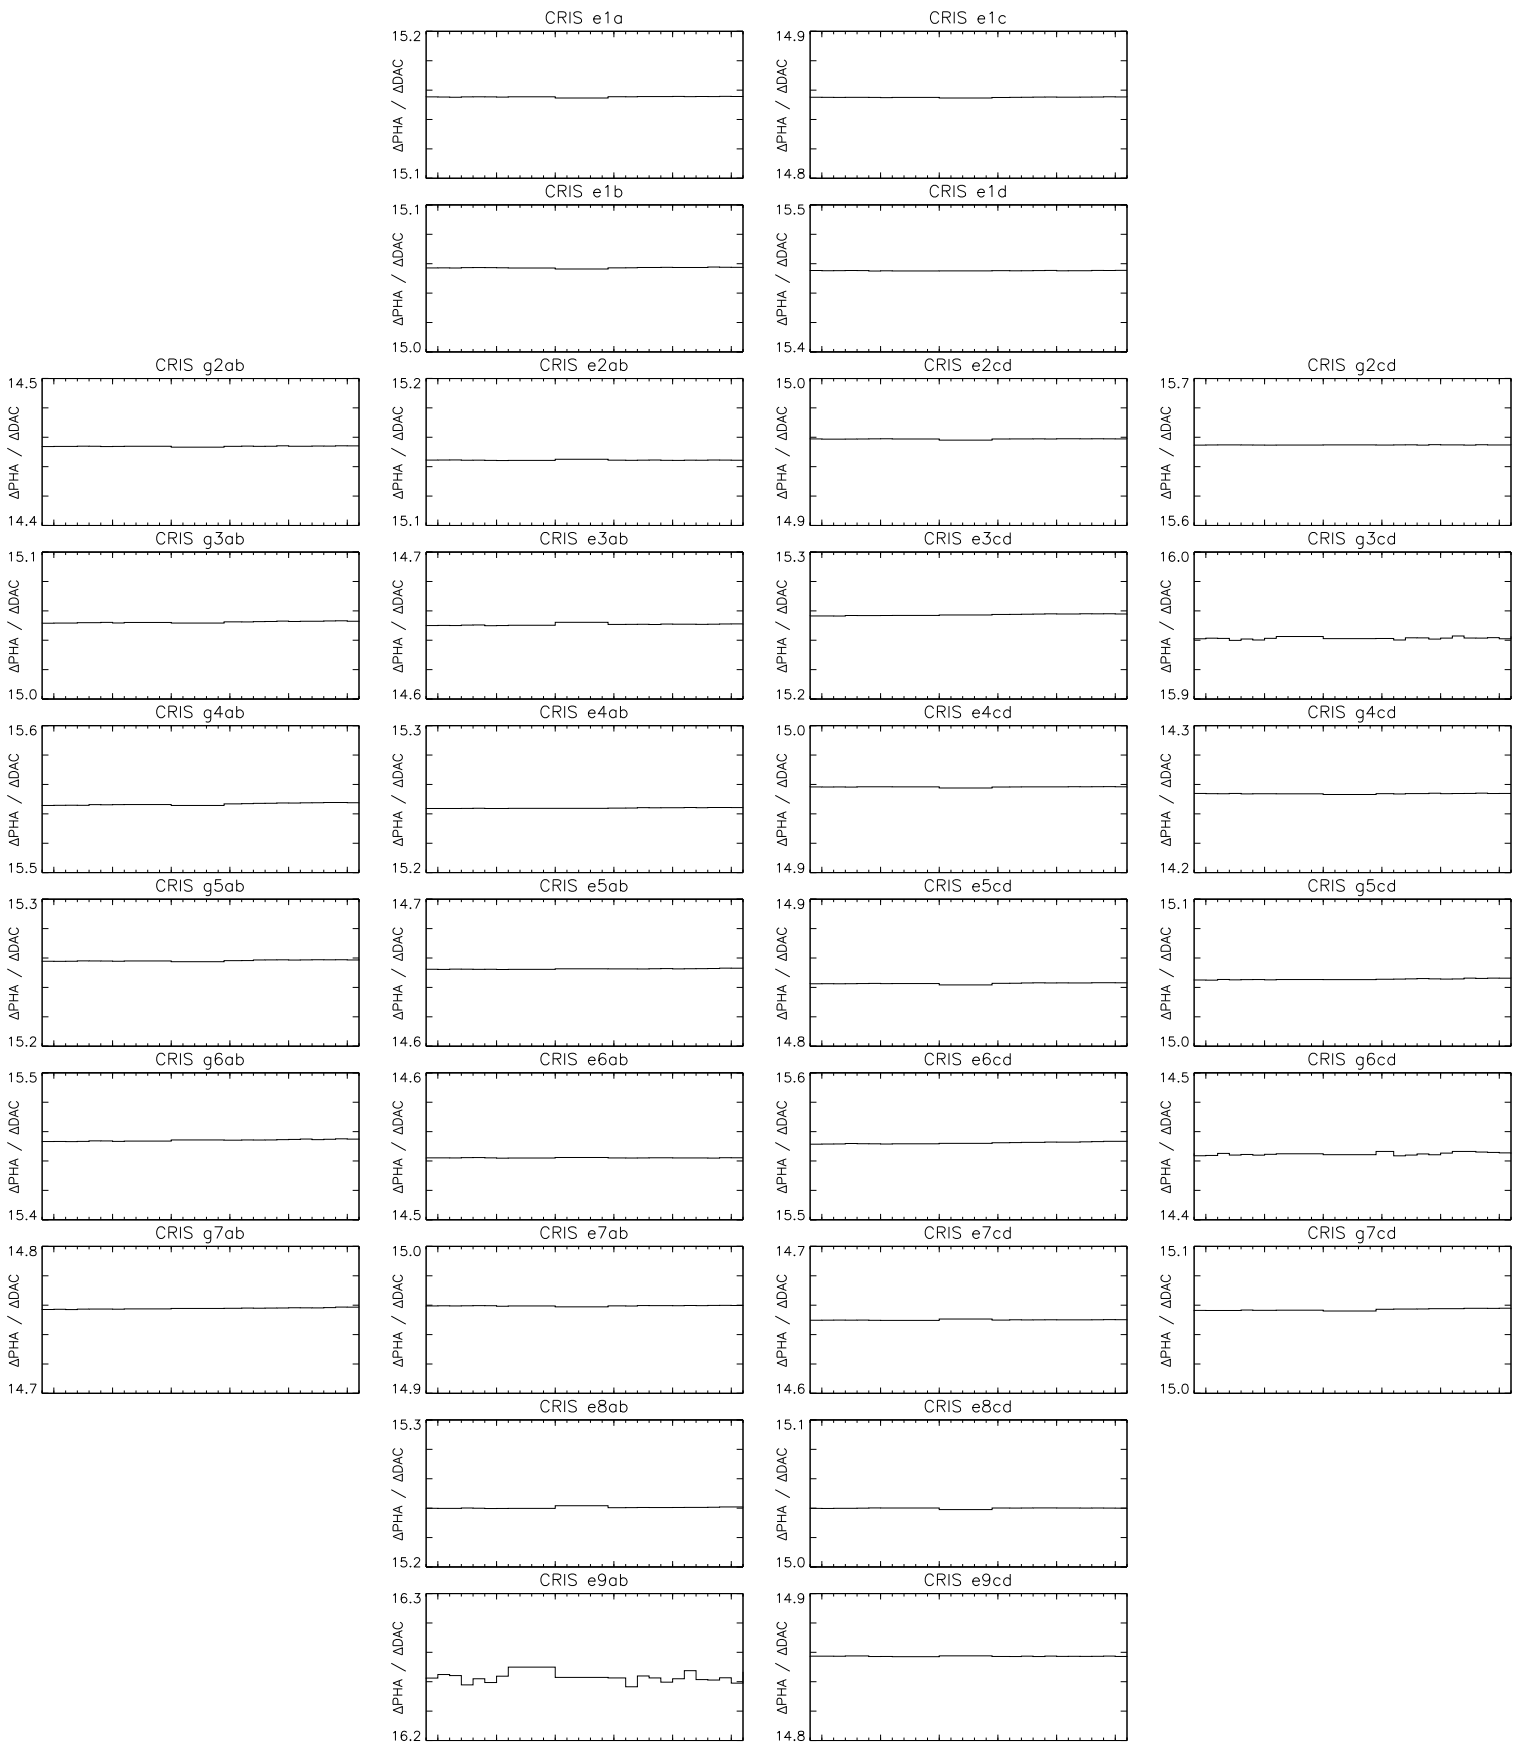 CRIS e1a
15.2
ΔPHA / ΔDAC
15.1
CRIS e1c
14.9
ΔPHA / ΔDAC
14.8
CRIS e1b
15.1
ΔPHA / ΔDAC
15.0
CRIS e1d
15.5
ΔPHA / ΔDAC
15.4
CRIS g2ab
14.5
ΔPHA / ΔDAC
14.4
CRIS e2ab
15.2
ΔPHA / ΔDAC
15.1
CRIS e2cd
15.0
ΔPHA / ΔDAC
14.9
CRIS g2cd
15.7
ΔPHA / ΔDAC
15.6
CRIS g3ab
15.1
ΔPHA / ΔDAC
15.0
CRIS e3ab
14.7
ΔPHA / ΔDAC
14.6
CRIS e3cd
15.3
ΔPHA / ΔDAC
15.2
CRIS g3cd
16.0
ΔPHA / ΔDAC
15.9
CRIS g4ab
15.6
ΔPHA / ΔDAC
15.5
CRIS e4ab
15.3
ΔPHA / ΔDAC
15.2
CRIS e4cd
15.0
ΔPHA / ΔDAC
14.9
CRIS g4cd
14.3
ΔPHA / ΔDAC
14.2
CRIS g5ab
15.3
ΔPHA / ΔDAC
15.2
CRIS e5ab
14.7
ΔPHA / ΔDAC
14.6
CRIS e5cd
14.9
ΔPHA / ΔDAC
14.8
CRIS g5cd
15.1
ΔPHA / ΔDAC
15.0
CRIS g6ab
15.5
ΔPHA / ΔDAC
15.4
CRIS e6ab
14.6
ΔPHA / ΔDAC
14.5
CRIS e6cd
15.6
ΔPHA / ΔDAC
15.5
CRIS g6cd
14.5
ΔPHA / ΔDAC
14.4
CRIS g7ab
14.8
ΔPHA / ΔDAC
14.7
CRIS e7ab
15.0
ΔPHA / ΔDAC
14.9
CRIS e7cd
14.7
ΔPHA / ΔDAC
14.6
CRIS g7cd
15.1
ΔPHA / ΔDAC
15.0
CRIS e8ab
15.3
ΔPHA / ΔDAC
15.2
CRIS e8cd
15.1
ΔPHA / ΔDAC
15.0
CRIS e9ab
16.3
ΔPHA / ΔDAC
16.2
CRIS e9cd
14.9
ΔPHA / ΔDAC
14.8